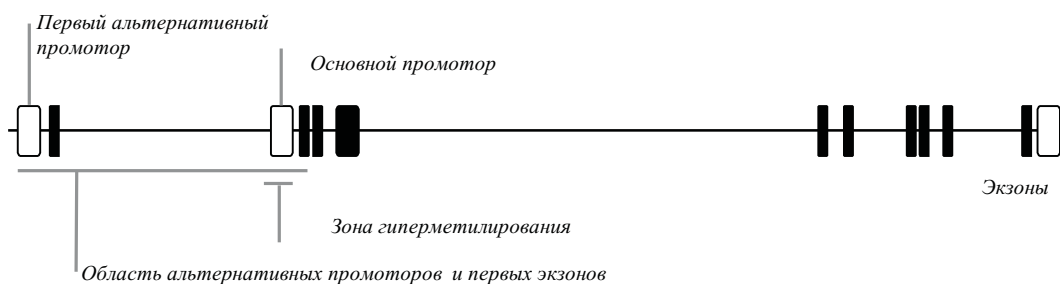 Первый альтернативный
промотор
Основной промотор
Экзоны
Зона гиперметилирования
Область альтернативных промоторов и первых экзонов